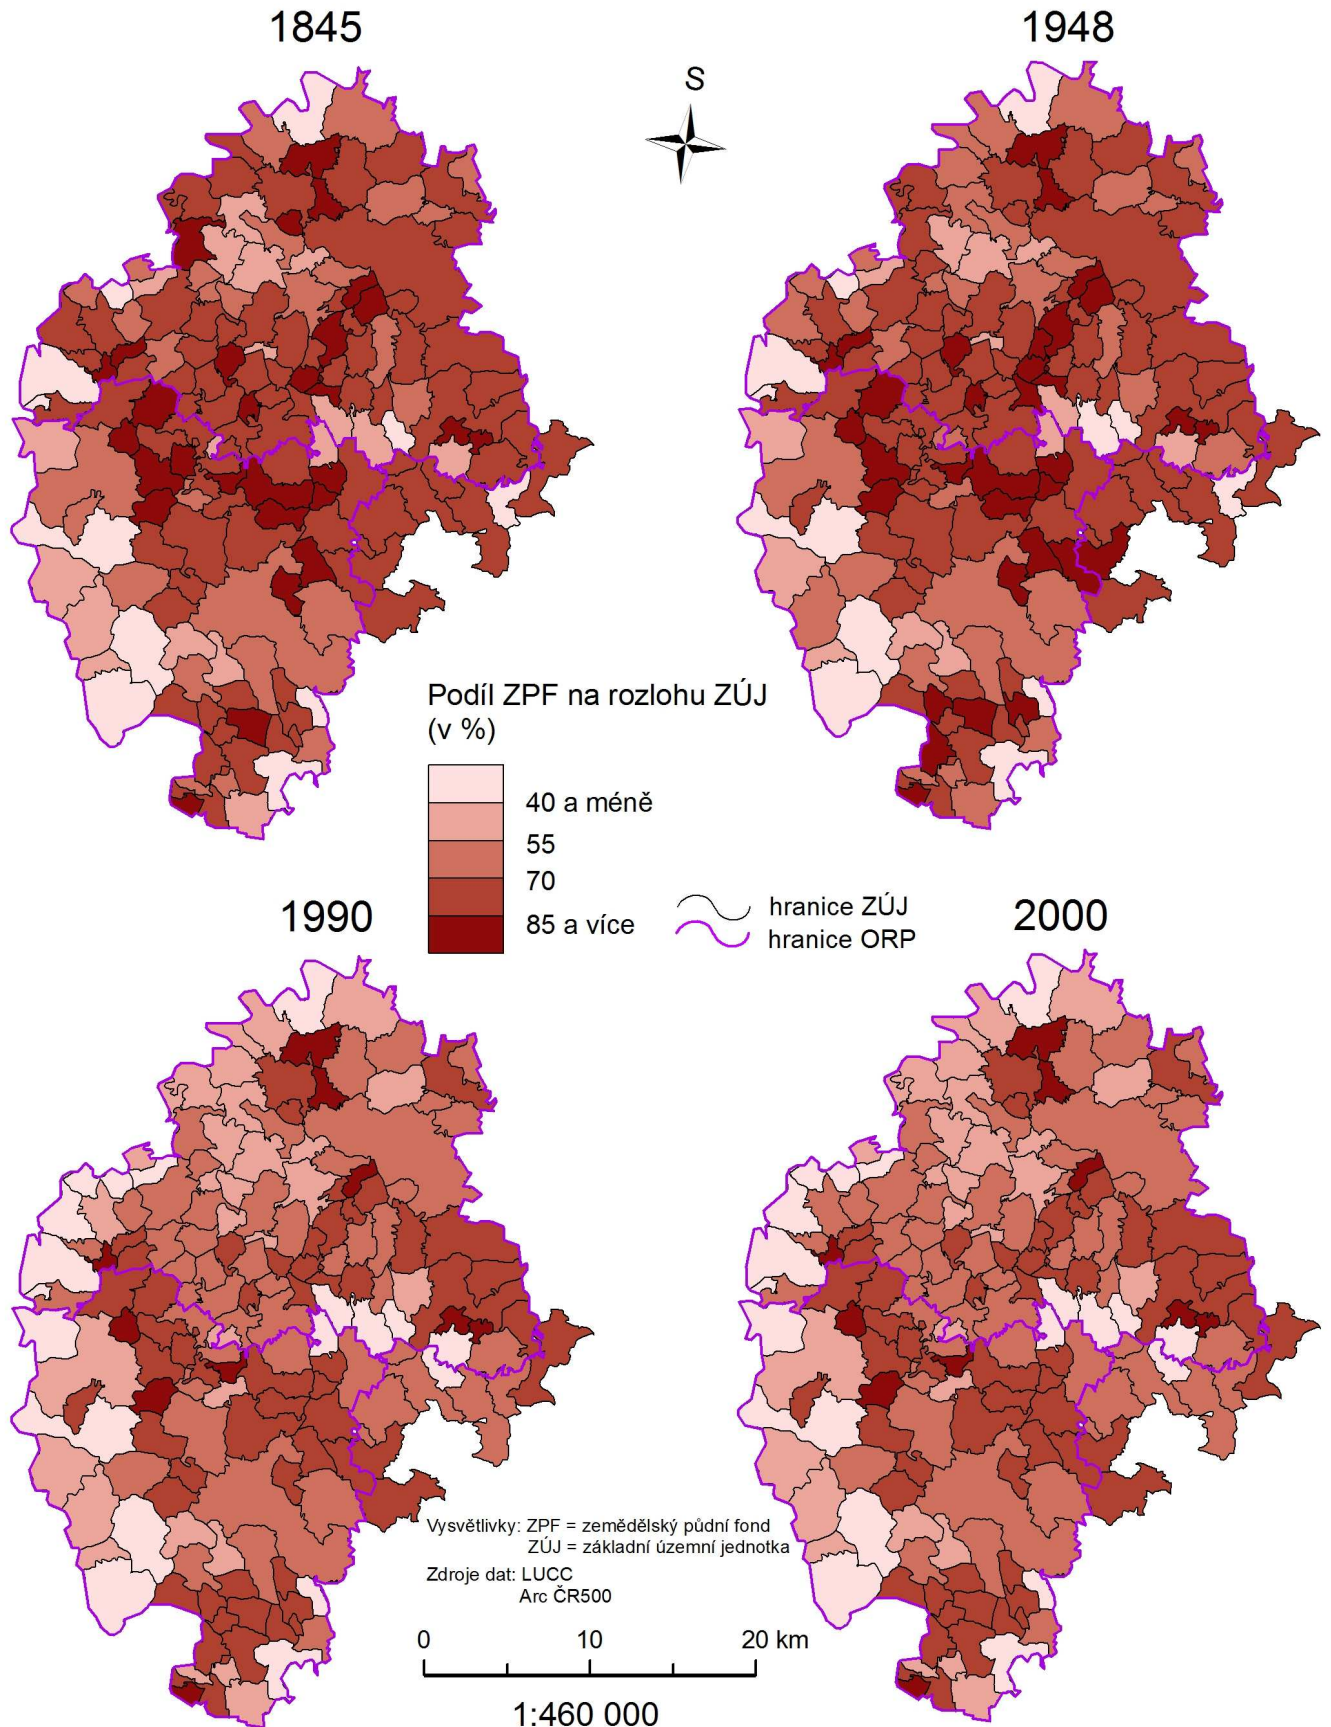 1845
1948
S
Podíl ZPF na rozlohu ZÚJ
(v %)
40 a méně
55
70
85 a více
hranice ZÚJ
hranice ORP
1990
2000
Vysvětlivky: ZPF = zemědělský půdní fond
ZÚJ = základní územní jednotka
Zdroje dat: LUCC
Arc ČR500
0 10 20 km
1:460 000